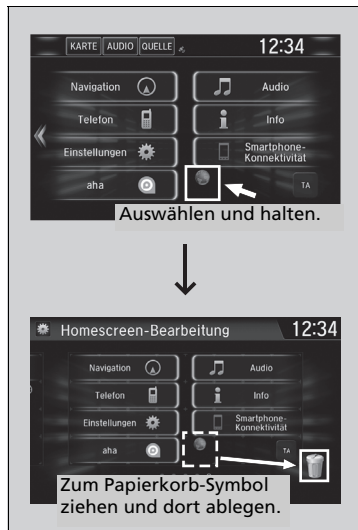 KARTE AUDIO QUELLE 12:34
Navigation Audio
Telefon Info
Einstellungen Smartphone-
Konnektivität
aha TA
Auswählen und halten.
Homescreen-Bearbeitung 12:34
Navigation Audio
Telefon Info
Einstellungen Smartphone-
Konnektivität
aha TA
Zum Papierkorb-Symbol
ziehen und dort ablegen.